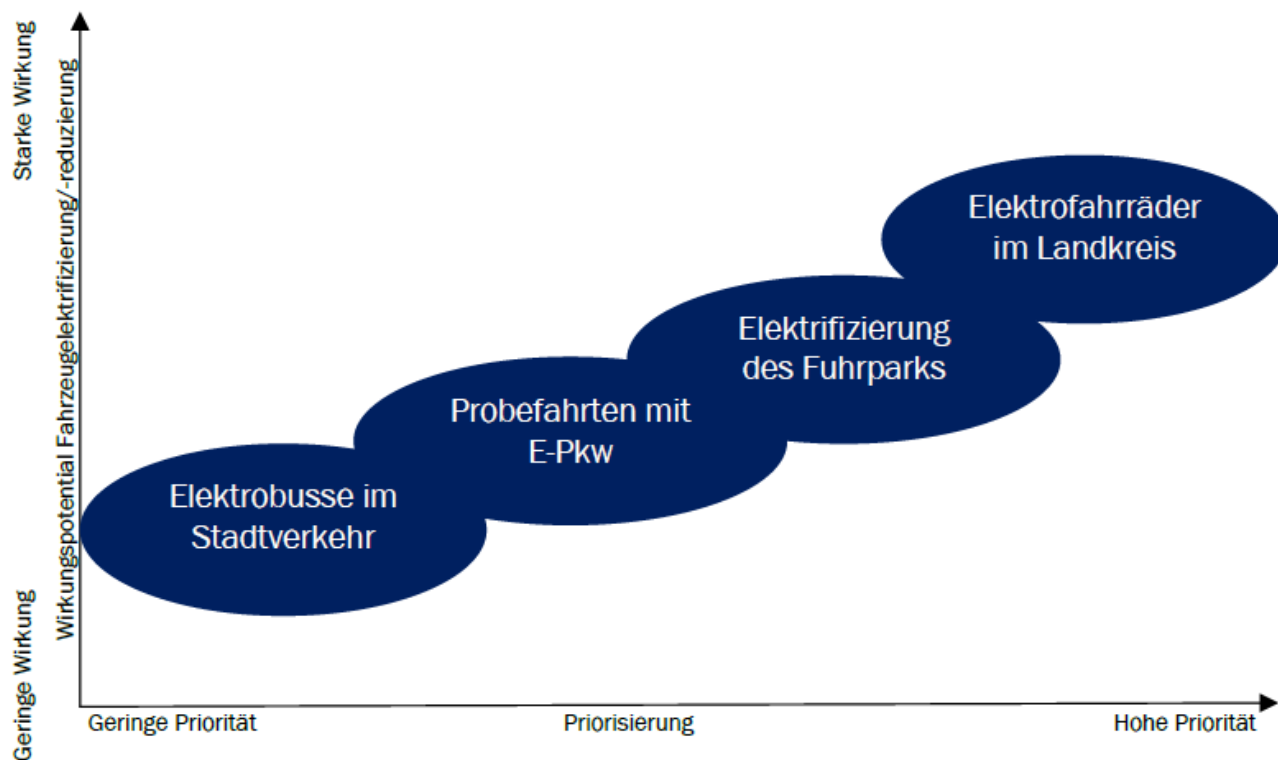 Starke Wirkung
Wirkungspotential Fahrzeugelektrifizierung/-reduzierung
Geringe Wirkung
Elektrofahrräder
im Landkreis
Elektrifizierung
des Fuhrparks
Probefahrten mit
E-Pkw
Elektrobusse im
Stadtverkehr
Geringe Priorität
Priorisierung
Hohe Priorität